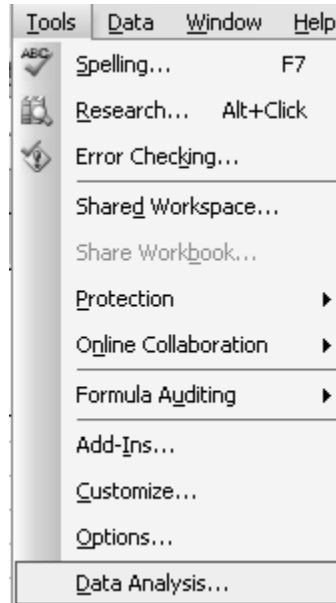 Tools Data Window Help
ABC Spelling... F7
Research... Alt+Click
Error Checking...
Shared Workspace...
Share Workbook...
Protection
Online Collaboration
Formula Auditing
Add-Ins...
Customize...
Options...
Data Analysis...